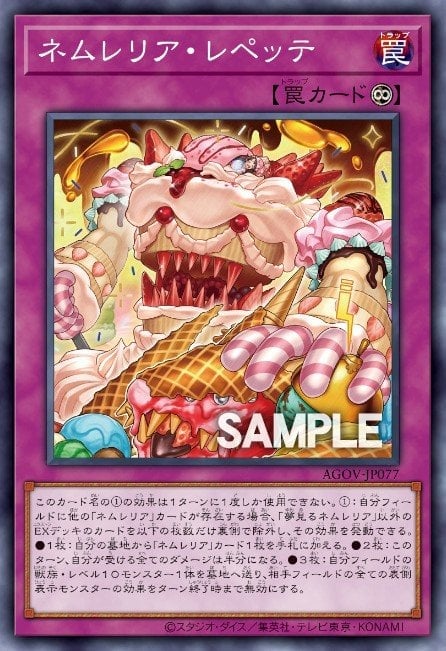 ネムレリア・レペッテ
トラップ
罠
トラップ
【罠カード】
SAMPLE
AGOV-JP077
このカード名の①の効果は1ターンに1度しか使用できない。①:自分フィー
ルドに他の「ネムレリア」カードが存在する場合、「夢見るネムレリア」以外の
EXデッキのカードを以下の枚数だけ裏側で除外し、その効果を発動できる。
●1枚:自分の墓地から「ネムレリア」カード1枚を手札に加える。●2枚:この
ターン、自分が受ける全てのダメージは半分になる。●3枚:自分フィールドの
獣族・レベル10モンスター1体を墓地へ送り、相手フィールドの全ての表側
表示モンスターの効果をターン終了時まで無効にする。
©スタジオ・ダイス/集英社・テレビ東京・KONAMI